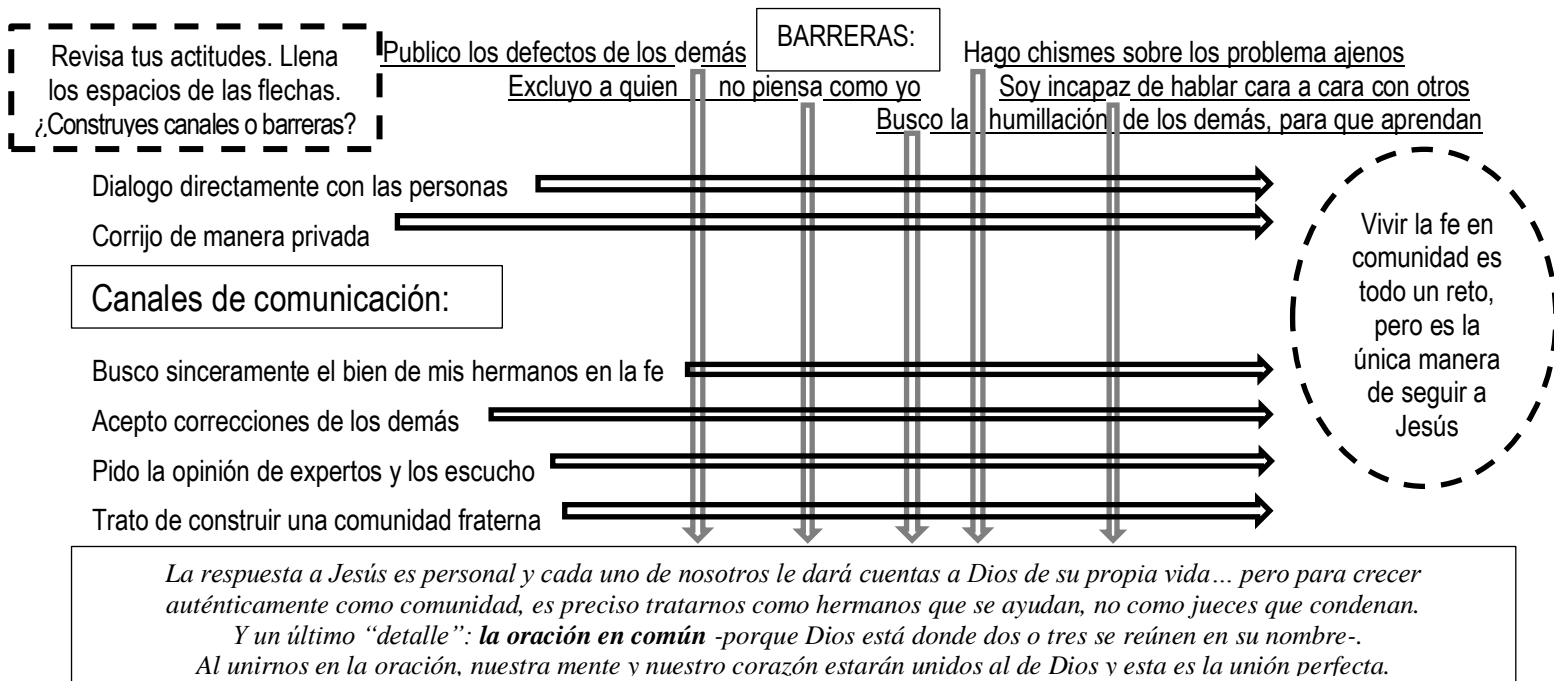 Revisa tus actitudes. Llena
los espacios de las flechas.
¿Construyes canales o barreras?
BARRERAS:
Publico los defectos de los demás
Hago chismes sobre los problema ajenos
Excluyo a quien no piensa como yo
Soy incapaz de hablar cara a cara con otros
Busco la humillación de los demás, para que aprendan
Dialogo directamente con las personas
Corrijo de manera privada
Canales de comunicación:
Busco sinceramente el bien de mis hermanos en la fe
Acepto correcciones de los demás
Pido la opinión de expertos y los escucho
Trato de construir una comunidad fraterna
Vivir la fe en
comunidad es
todo un reto,
pero es la
única manera
de seguir a
Jesús
La respuesta a Jesús es personal y cada uno de nosotros le dará cuentas a Dios de su propia vida… pero para crecer
auténticamente como comunidad, es preciso tratarnos como hermanos que se ayudan, no como jueces que condenan.
Y un último “detalle”: la oración en común -porque Dios está donde dos o tres se reúnen en su nombre-.
Al unirnos en la oración, nuestra mente y nuestro corazón estarán unidos al de Dios y esta es la unión perfecta.